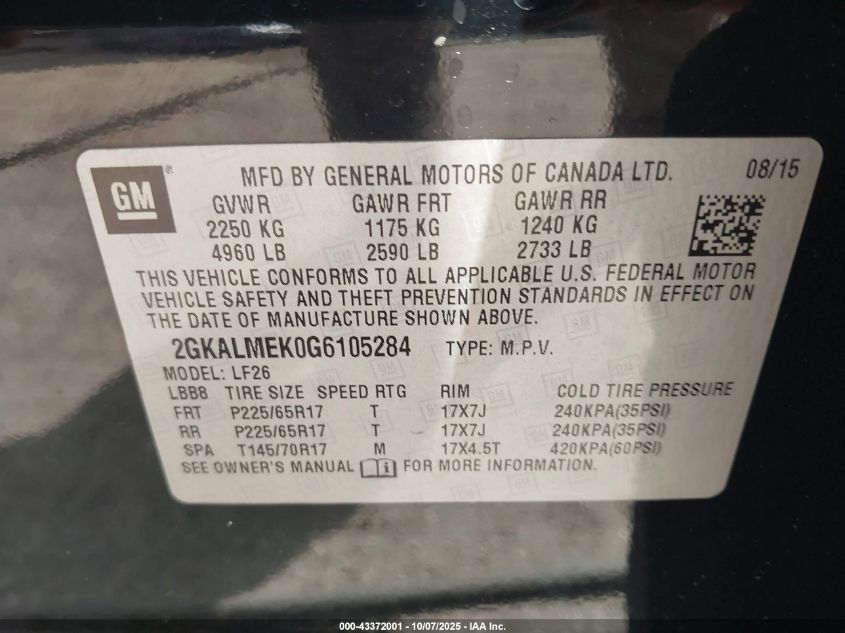 GM®
MFD BY GENERAL MOTORS OF CANADA LTD. 08/15
GVWR GAWR FRT GAWR RR
2250 KG 1175 KG 1240 KG
4960 LB 2590 LB 2733 LB
THIS VEHICLE CONFORMS TO ALL APPLICABLE U.S. FEDERAL MOTOR
VEHICLE SAFETY AND THEFT PREVENTION STANDARDS IN EFFECT ON
THE DATE OF MANUFACTURE SHOWN ABOVE.
2GKALMEK0G6105284 TYPE: M.P.V.
MODEL: LF26
LBB8 TIRE SIZE SPEED RTG RIM COLD TIRE PRESSURE
FRT P225/65R17 T 17X7J 240KPA(35PSI)
RR P225/65R17 T 17X7J 240KPA(35PSI)
SPA T145/70R17 M 17X4.5T 420KPA(60PSI)
SEE OWNER'S MANUAL FOR MORE INFORMATION.
000-43372001 - 10/07/2025 - IAA Inc.